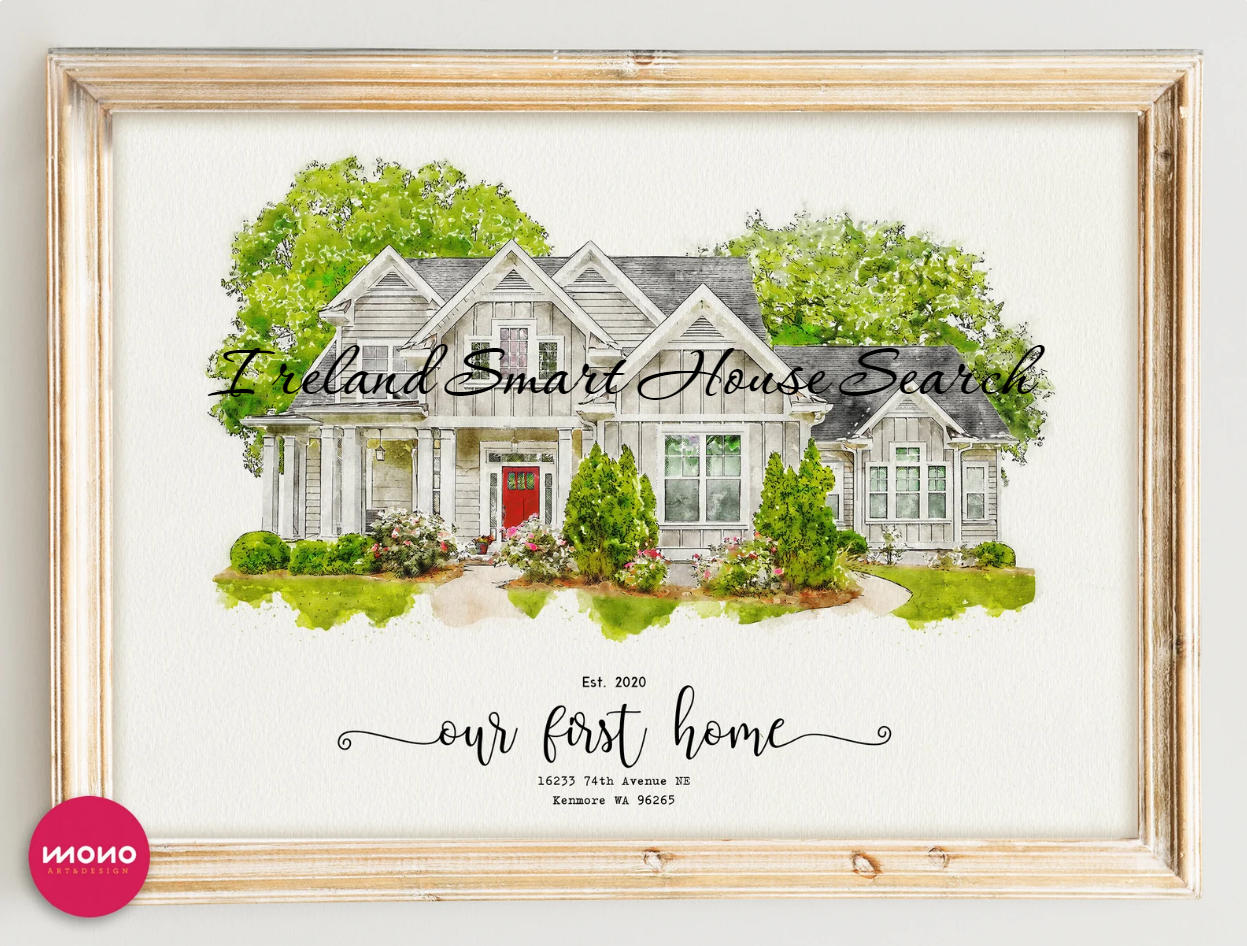 Ireland Smart House Search
Est. 2020
our first home
16233 74th Avenue NE
Kenmore WA 96265
MONO
ART&DESIGN